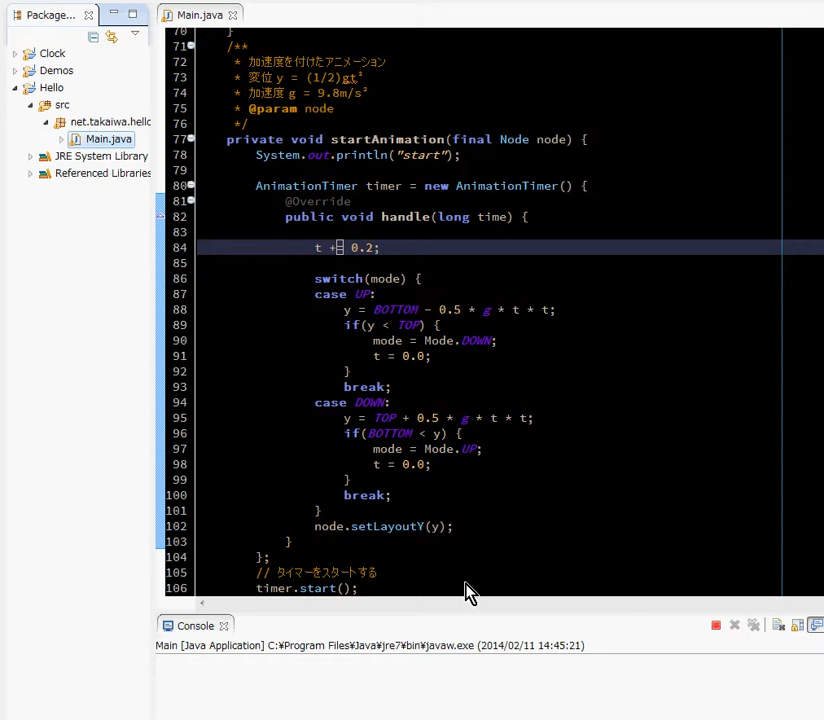 Package...
Main.java
Clock
Demos
Hello
src
net.takaiwa.hello
Main.java
JRE System Library
Referenced Libraries
70 }
71 /**
72 * 加速度を付けたアニメーション
73 * 変位 y = (1/2)gt²
74 * 加速度 g = 9.8m/s²
75 * @param node
76 */
77 private void startAnimation(final Node node) {
78 System.out.println("start");
79
80 AnimationTimer timer = new AnimationTimer() {
81 @Override
82 public void handle(long time) {
83
84 t += 0.2;
85
86 switch(mode) {
87 case UP:
88 y = BOTTOM - 0.5 * g * t * t;
89 if(y < TOP) {
90 mode = Mode.DOWN;
91 t = 0.0;
92 }
93 break;
94 case DOWN:
95 y = TOP + 0.5 * g * t * t;
96 if(BOTTOM < y) {
97 mode = Mode.UP;
98 t = 0.0;
99 }
100 break;
101 }
102 node.setLayoutY(y);
103 }
104 };
105 // タイマーをスタートする
106 timer.start();
Console
Main [Java Application] C:¥Program Files¥Java¥jre7¥bin¥javaw.exe (2014/02/11 14:45:21)